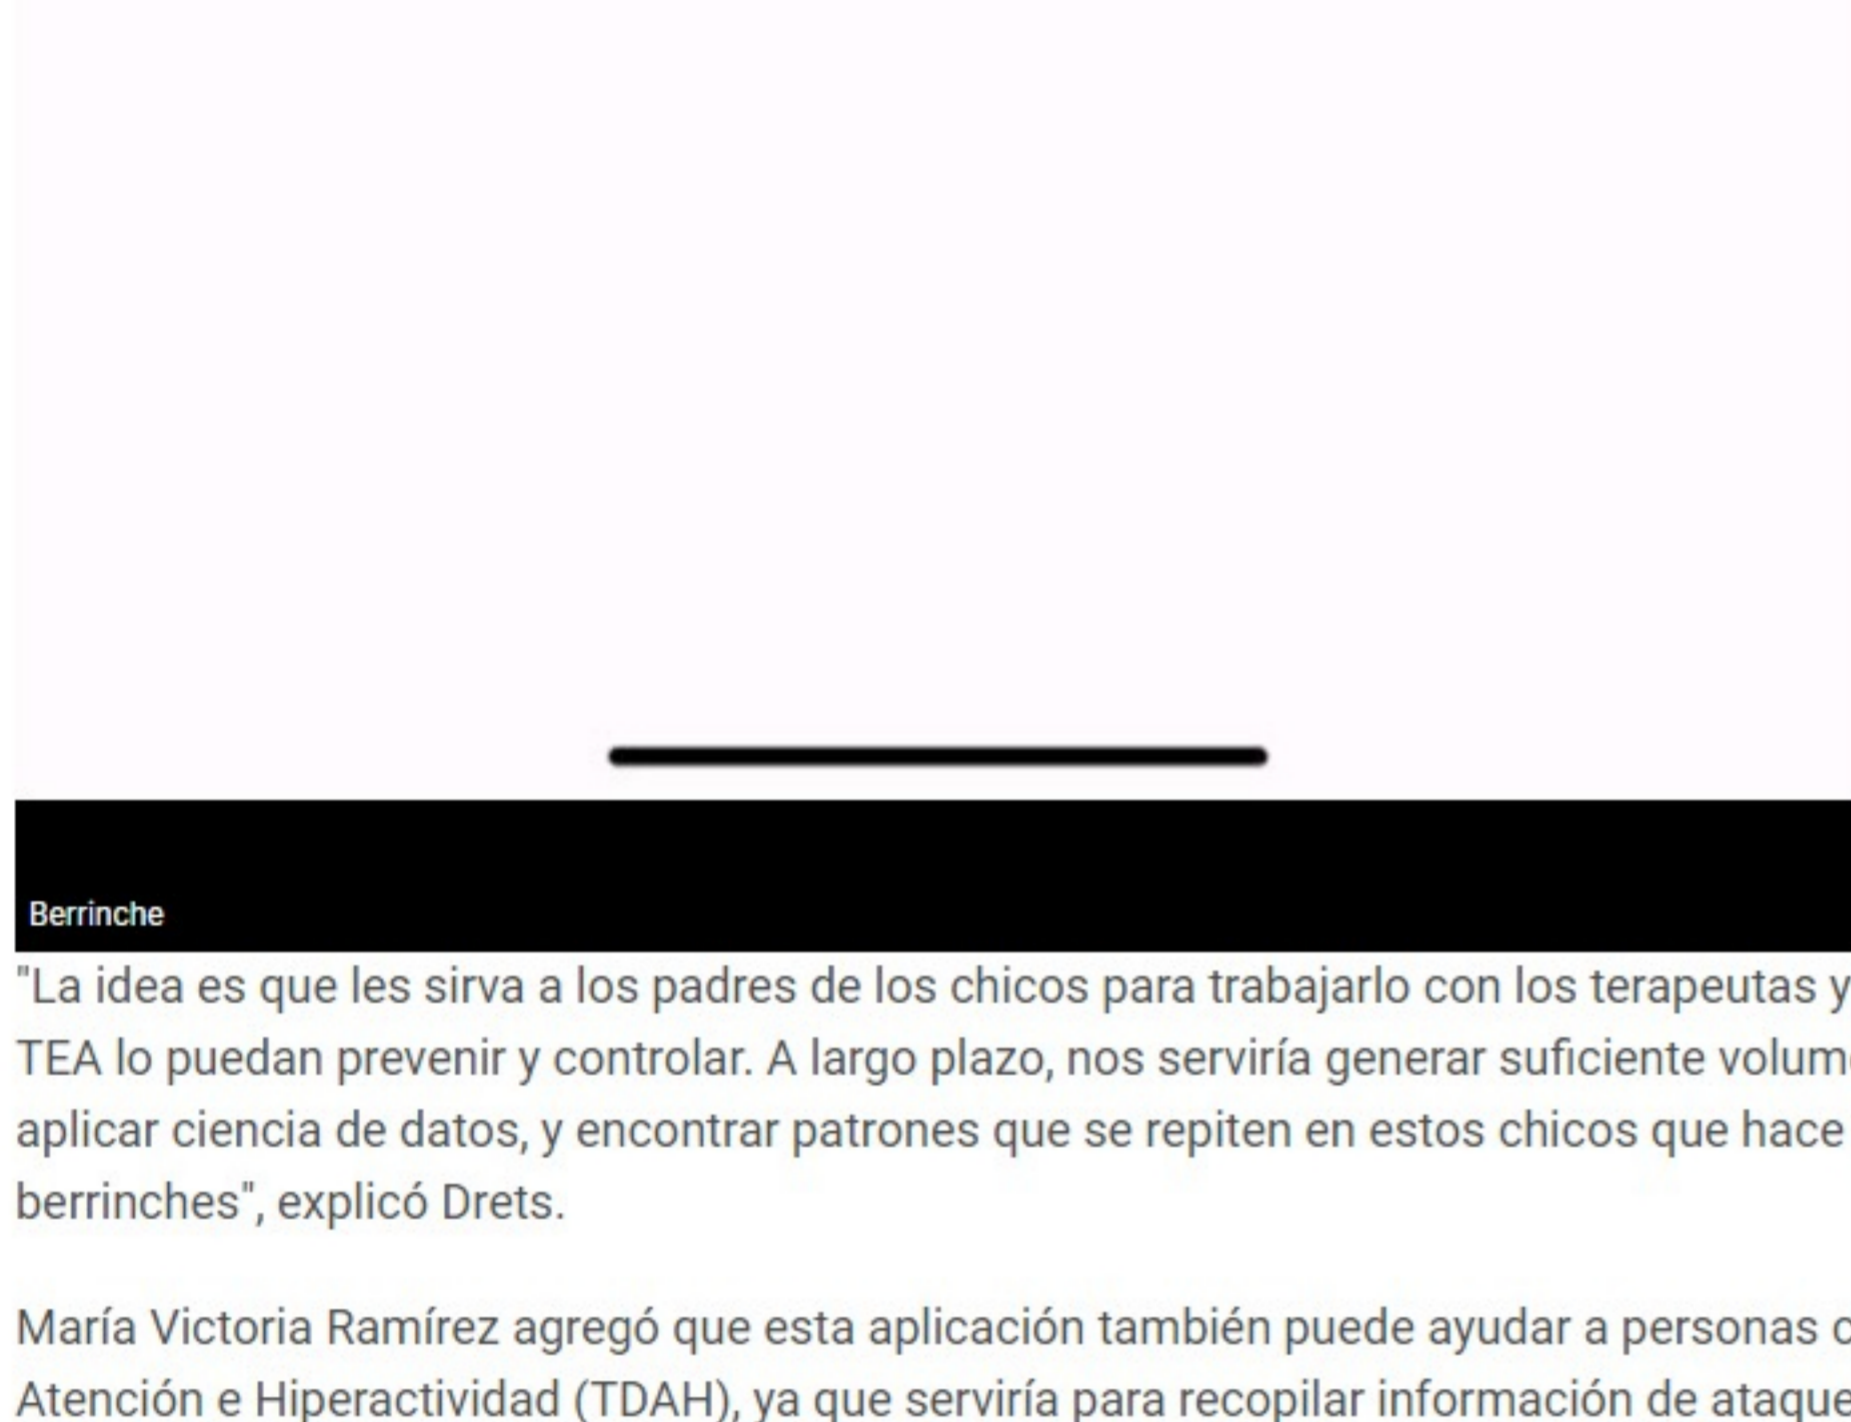 Berrinche
"La idea es que les sirva a los padres de los chicos para trabajarlo con los terapeutas y
TEA lo puedan prevenir y controlar. A largo plazo, nos serviría generar suficiente
aplicar ciencia de datos, y encontrar patrones que se repiten en estos chicos que hace
berrinches", explicó Drets.
María Victoria Ramírez agregó que esta aplicación también puede ayudar a personas
Atención e Hiperactividad (TDAH), ya que serviría para recopilar información de